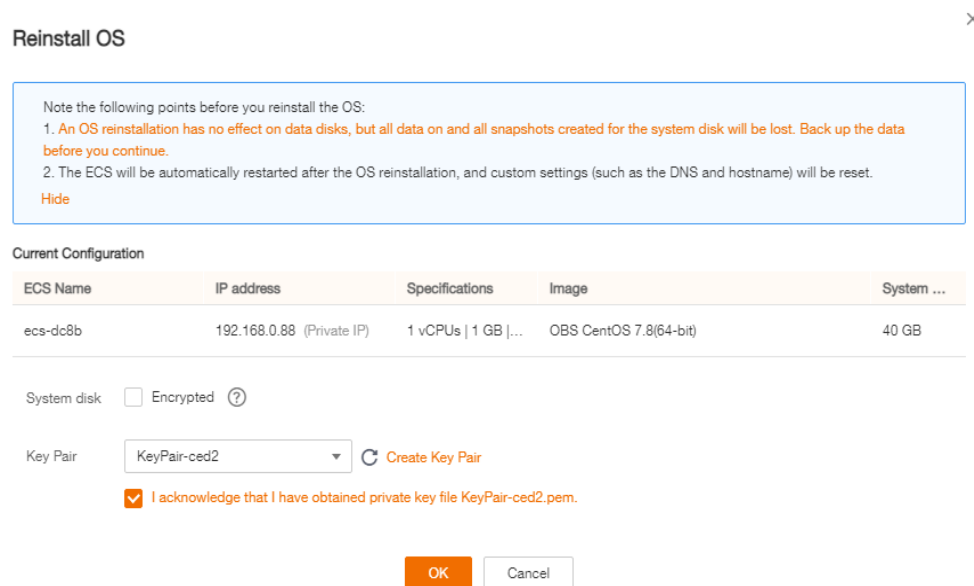 Reinstall OS
Note the following points before you reinstall the OS:
1. An OS reinstallation has no effect on data disks, but all data on and all snapshots created for the system disk will be lost. Back up the data
before you continue.
2. The ECS will be automatically restarted after the OS reinstallation, and custom settings (such as the DNS and hostname) will be reset.
Hide
Current Configuration
ECS Name IP address Specifications Image System ...
ecs-dc8b 192.168.0.88 (Private IP) 1 vCPUs | 1 GB |... OBS CentOS 7.8(64-bit) 40 GB
System disk Encrypted ?
Key Pair KeyPair-ced2 Create Key Pair
I acknowledge that I have obtained private key file KeyPair-ced2.pem.
OK Cancel